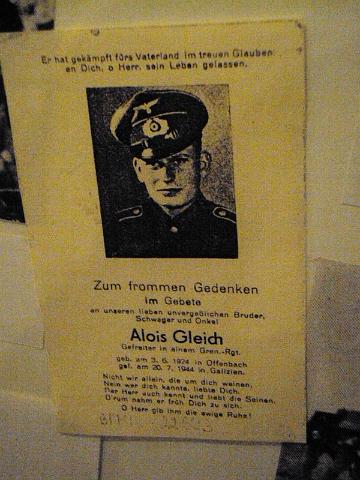 Er hat gekämpft fürs Vaterland im treuen Glauben
an Dich, o Herr, sein Leben gelassen.
Zum frommen Gedenken
im Gebete
an unseren lieben unvergeßlichen Bruder,
Schwager und Onkel
Alois Gleich
Gefreiter in einem Gren.-Rgt.
geb. am 3. 6. 1924 in Offenbach
gef. am 20. 7. 1944 in Galizien.
Nicht wir allein, die um dich weinen,
Nein wer dich kannte, liebte Dich.
Der Herr auch kennt und liebt die Seinen,
D'rum nahm er früh Dich zu sich.
O Herr gib ihm die ewige Ruhe!